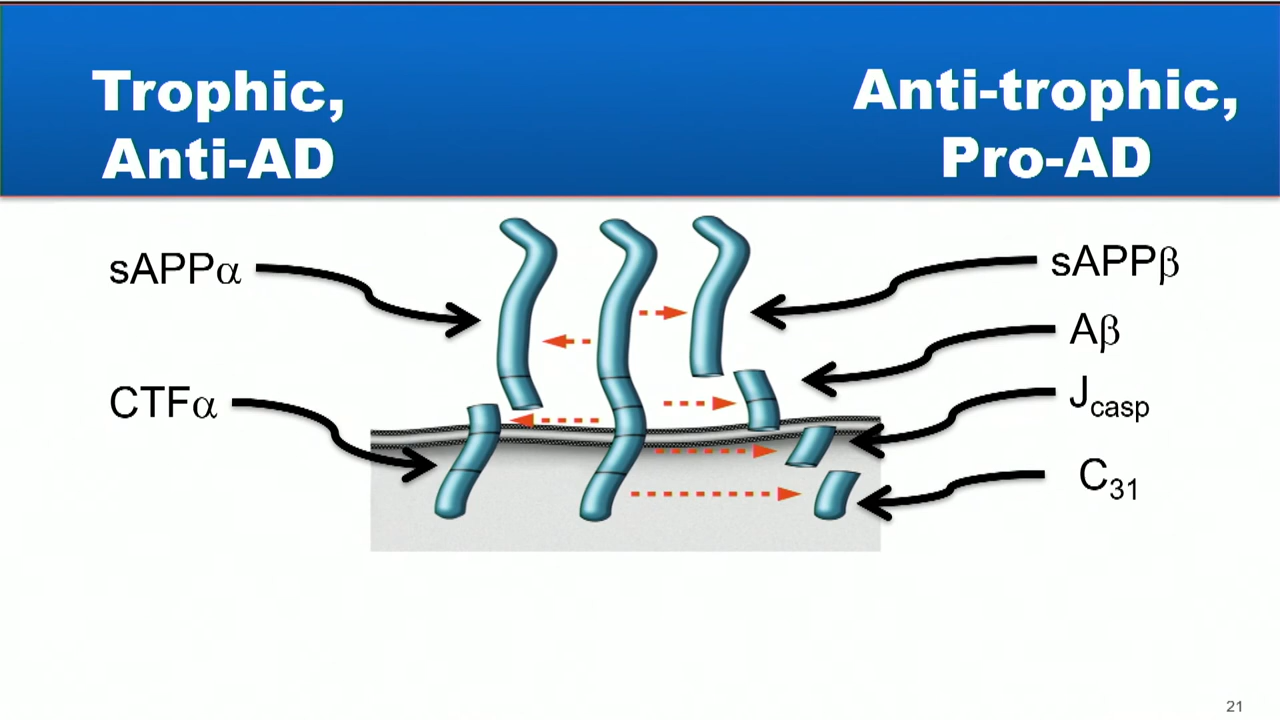 Trophic,
Anti-AD
Anti-trophic,
Pro-AD
sAPPα
CTFα
sAPPβ
Aβ
Jcasp
C31
21